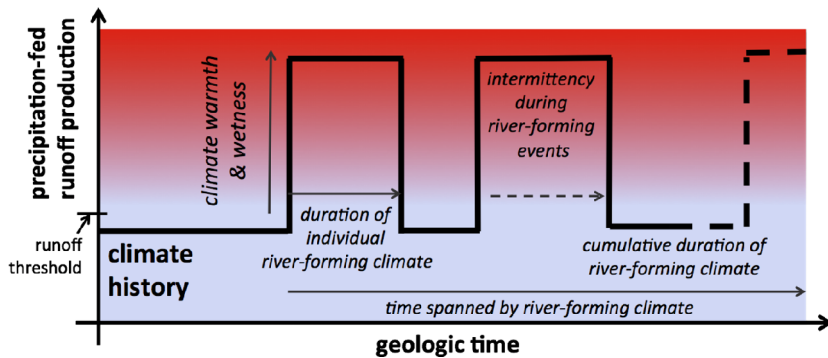 precipitation-fed
runoff production
climate warmth
& wetness
intermittency
during
river-forming
events
runoff
threshold
climate
history
duration of
individual
river-forming climate
cumulative duration of
river-forming climate
time spanned by river-forming climate
geologic time